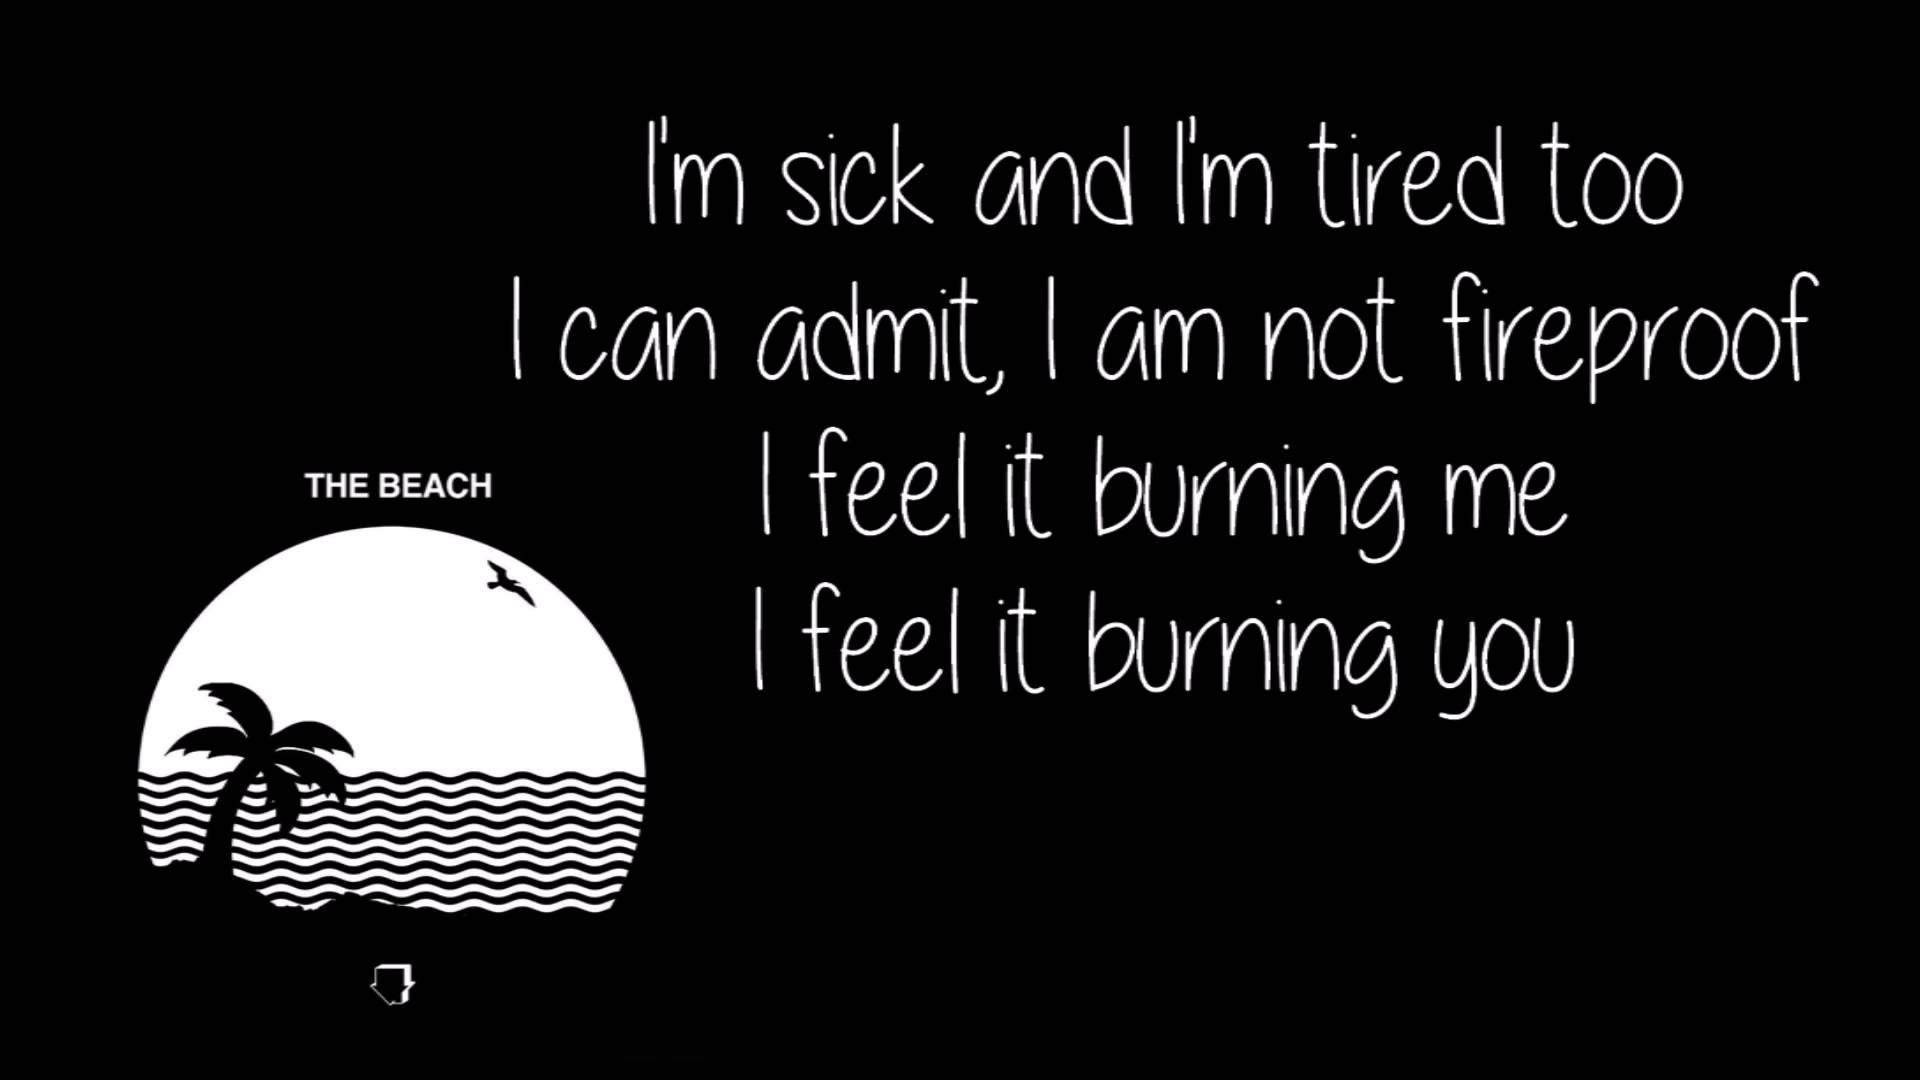 I'm sick and I'm tired too
I can admit, I am not fireproof
I feel it burning me
I feel it burning you
THE BEACH